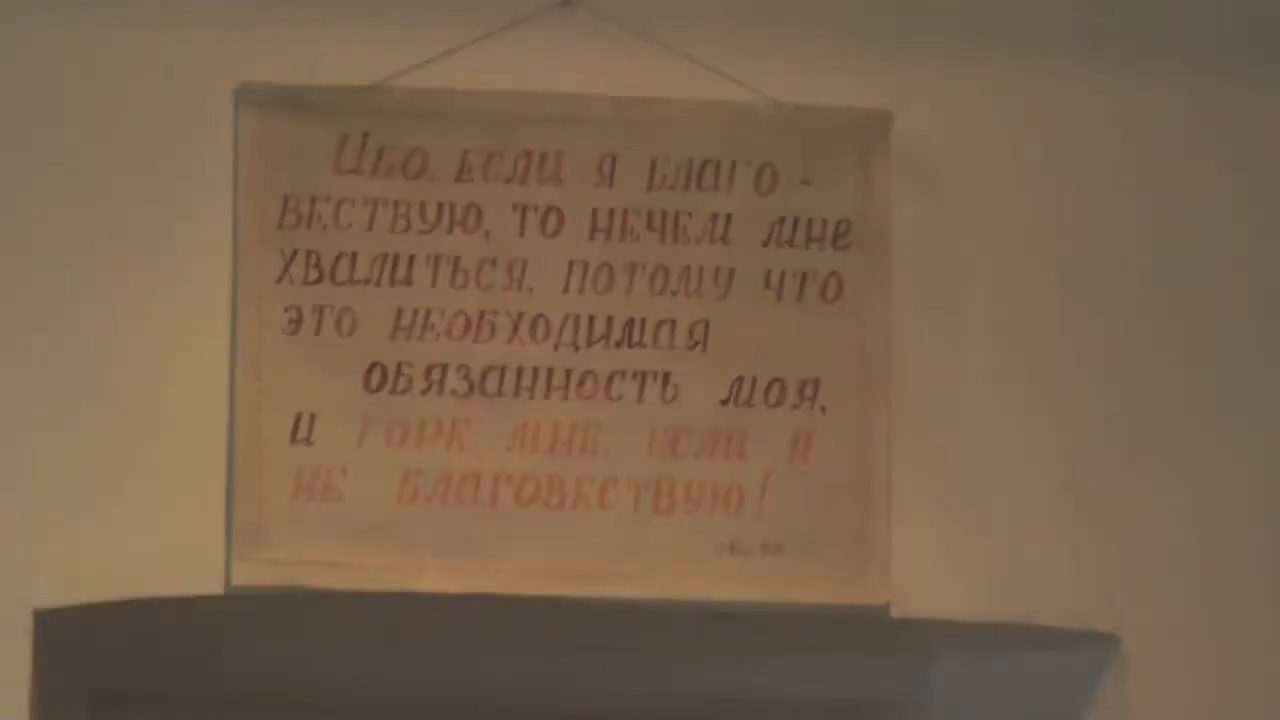 Ибо, если я благо-
вествую, то нечем мне
хвалиться, потому что
это необходимая
обязанность моя,
и горе мне, если я
не благовествую!